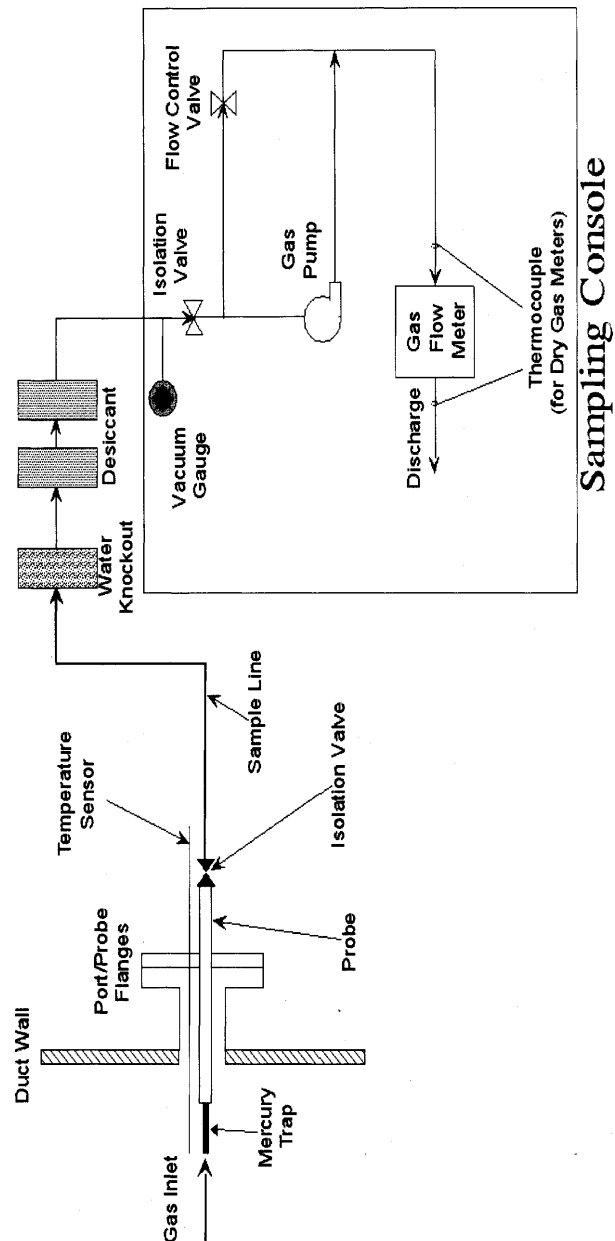 Gas Inlet
Mercury
Trap
Duct Wall
Port/Probe
Flanges
Probe
Temperature
Sensor
Isolation Valve
Sample Line
Water
Knockout
Desiccant
Vacuum
Gauge
Isolation
Valve
Flow Control
Valve
Gas
Pump
Gas
Flow
Meter
Discharge
Thermocouple
(for Dry Gas Meters)
Sampling Console